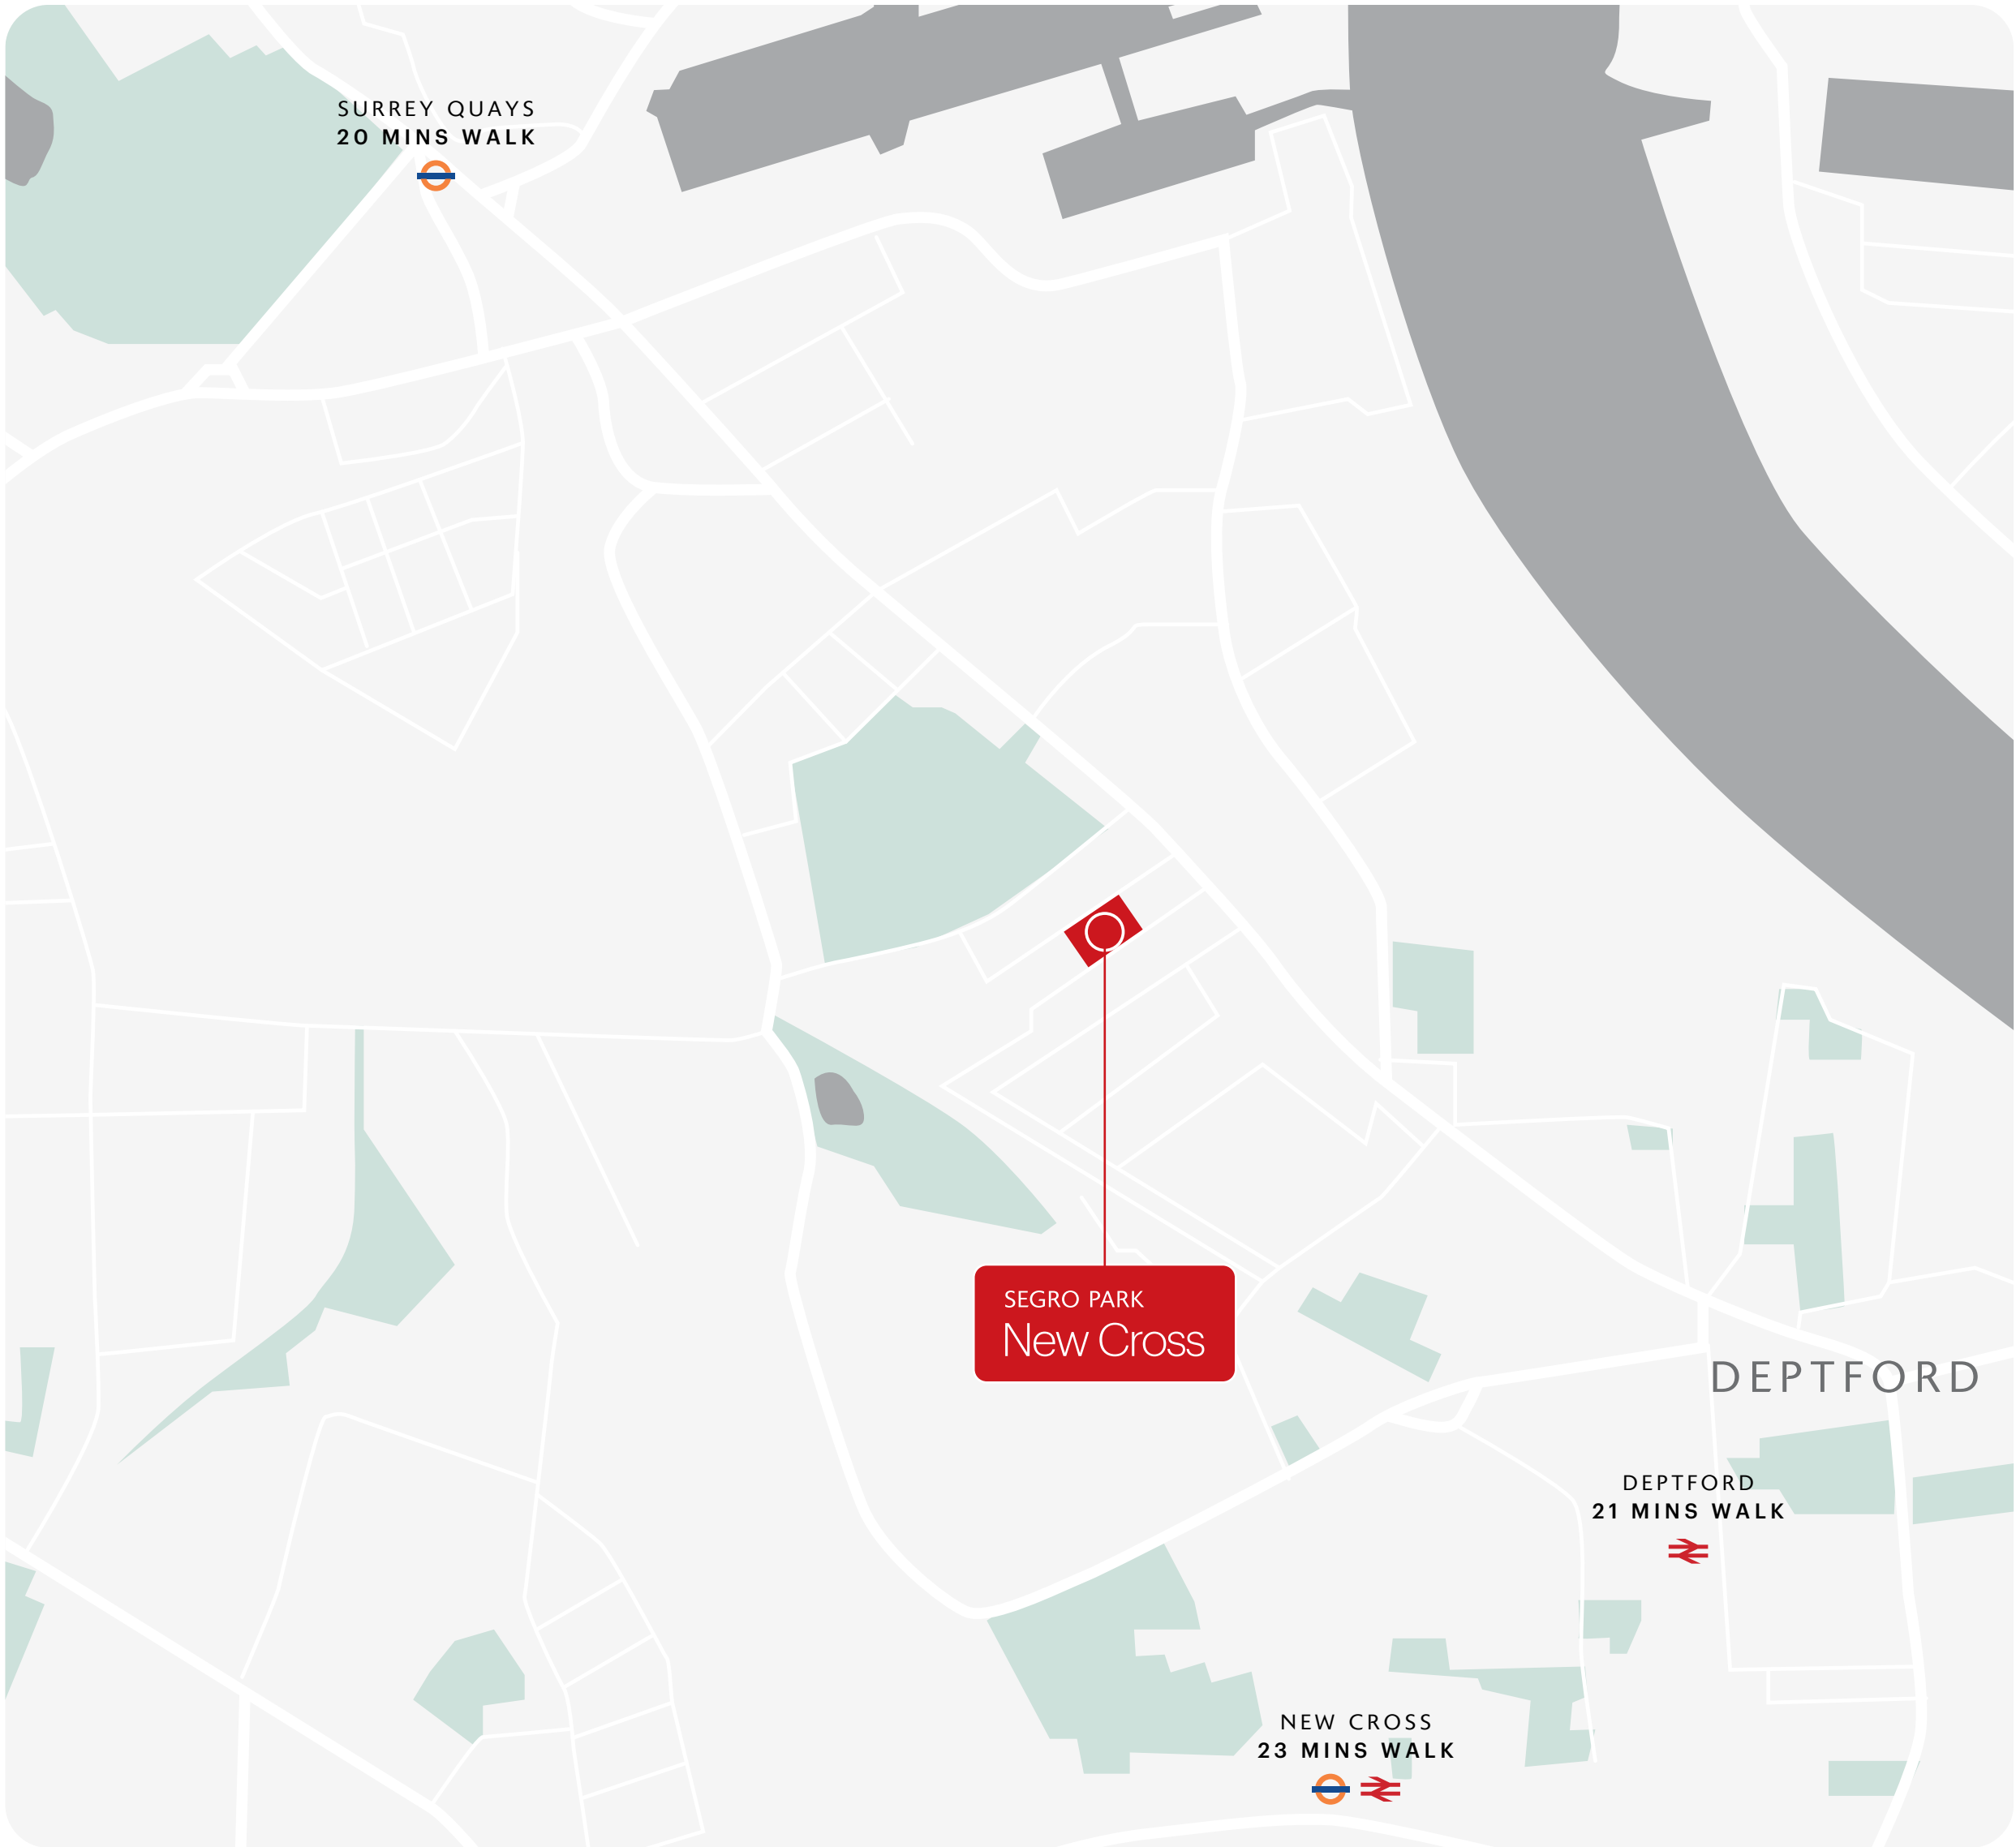 SURREY QUAYS
20 MINS WALK
SEGRO PARK
New Cross
DEPTFORD
DEPTFORD
21 MINS WALK
NEW CROSS
23 MINS WALK